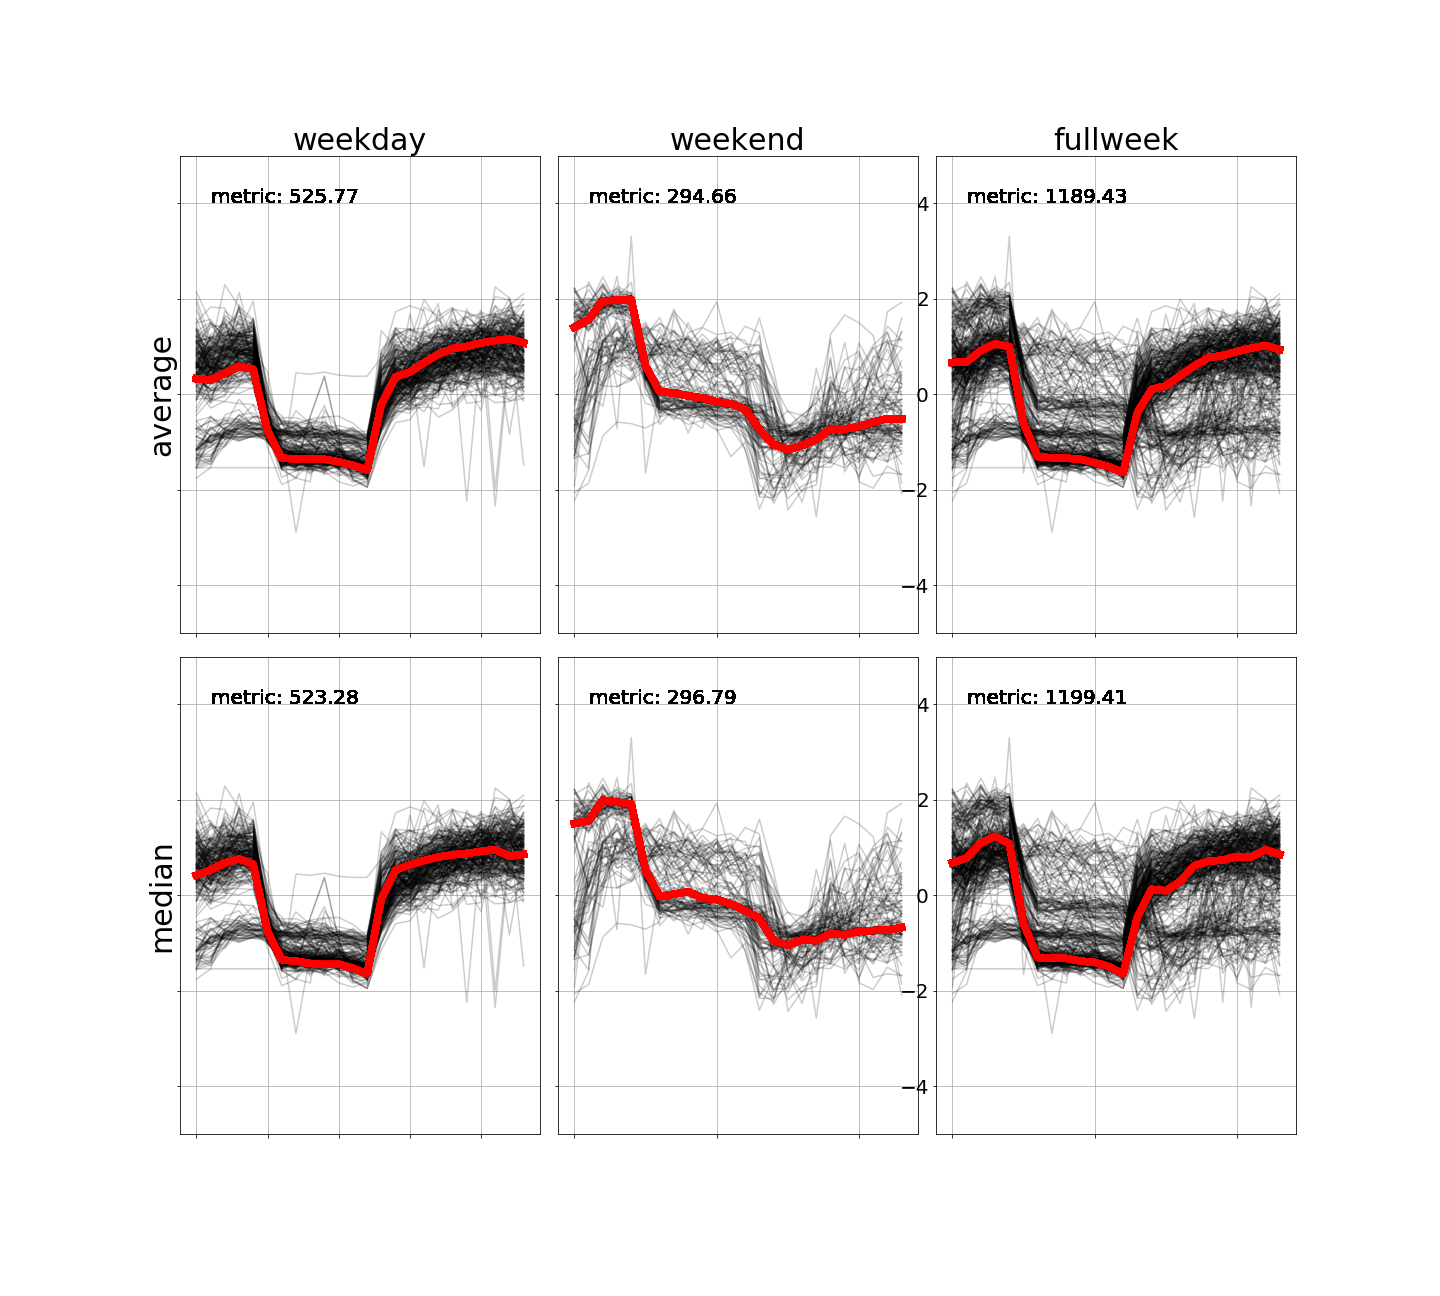 weekday weekend fullweek
metric: 525.77 metric: 294.66 metric: 1189.43
4
2
average
0
−2
−4
metric: 523.28 metric: 296.79 metric: 1199.41
4
2
median
0
−2
−4